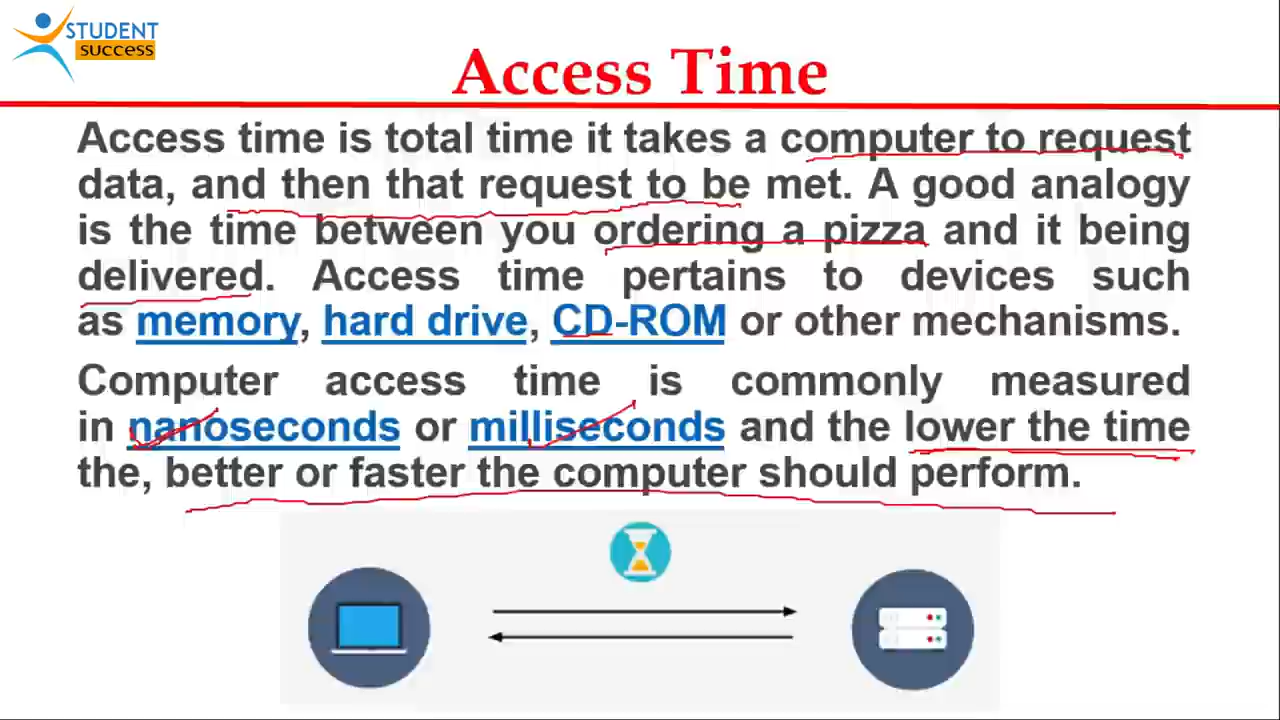 STUDENT
success
Access Time
Access time is total time it takes a computer to request
data, and then that request to be met. A good analogy
is the time between you ordering a pizza and it being
delivered. Access time pertains to devices such
as memory, hard drive, CD-ROM or other mechanisms.
Computer access time is commonly measured
in nanoseconds or milliseconds and the lower the time
the, better or faster the computer should perform.